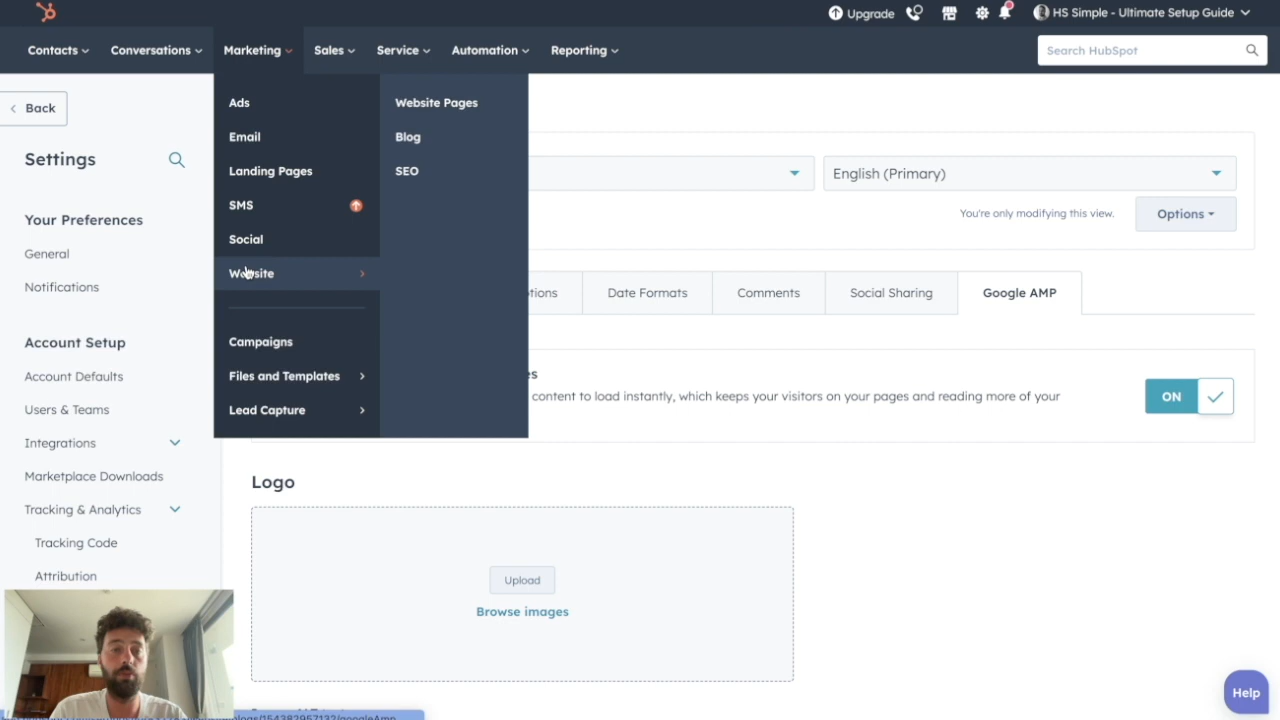 Upgrade
HS Simple - Ultimate Setup Guide
Contacts
Conversations
Marketing
Sales
Service
Automation
Reporting
Search HubSpot
Back
Settings
Your Preferences
General
Notifications
Account Setup
Account Defaults
Users & Teams
Integrations
Marketplace Downloads
Tracking & Analytics
Tracking Code
Attribution
Ads
Email
Landing Pages
SMS
Social
Website
Campaigns
Files and Templates
Lead Capture
Website Pages
Blog
SEO
English (Primary)
You're only modifying this view.
Options
Date Formats
Comments
Social Sharing
Google AMP
content to load instantly, which keeps your visitors on your pages and reading more of your
ON
Logo
Upload
Browse images
Help